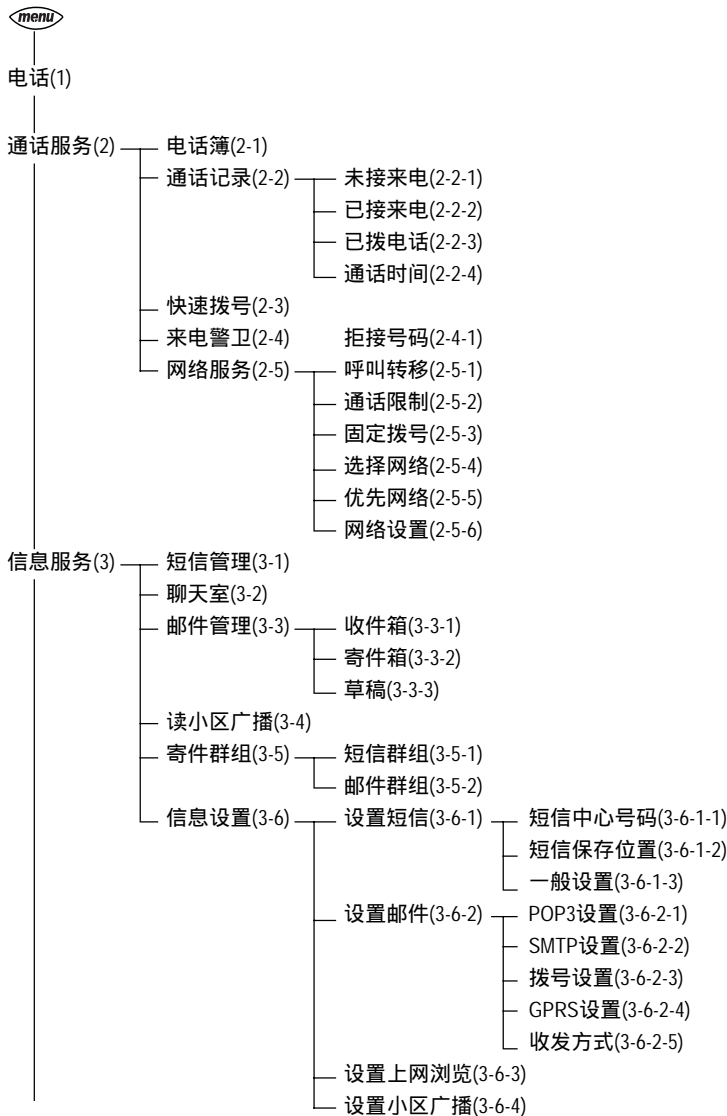 menu
电话(1)
通话服务(2) 电话簿(2-1)
通话记录(2-2) 未接来电(2-2-1)
已接来电(2-2-2)
已拨电话(2-2-3)
通话时间(2-2-4)
快速拨号(2-3)
来电警卫(2-4) 拒接号码(2-4-1)
网络服务(2-5) 呼叫转移(2-5-1)
通话限制(2-5-2)
固定拨号(2-5-3)
选择网络(2-5-4)
优先网络(2-5-5)
网络设置(2-5-6)
信息服务(3) 短信管理(3-1)
聊天室(3-2)
邮件管理(3-3) 收件箱(3-3-1)
寄件箱(3-3-2)
草稿(3-3-3)
读小区广播(3-4)
寄件群组(3-5) 短信群组(3-5-1)
邮件群组(3-5-2)
信息设置(3-6) 设置短信(3-6-1) 短信中心号码(3-6-1-1)
短信保存位置(3-6-1-2)
一般设置(3-6-1-3)
设置邮件(3-6-2) POP3设置(3-6-2-1)
SMTP设置(3-6-2-2)
拨号设置(3-6-2-3)
GPRS设置(3-6-2-4)
收发方式(3-6-2-5)
设置上网浏览(3-6-3)
设置小区广播(3-6-4)